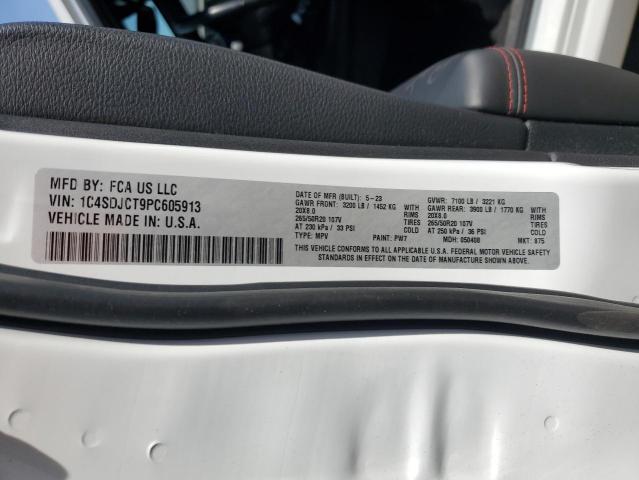 MFD BY: FCA US LLC
VIN: 1C4SDJCT9PC605913
VEHICLE MADE IN: U.S.A.
DATE OF MFR (BUILT): 5-23
GAWR FRONT: 3200 LB / 1452 KG
20X8.0 RIMS
265/50R20 107V TIRES
AT 230 kPa / 33 PSI COLD
TYPE: MPV PAINT: PW7
GVWR: 7100 LB / 3221 KG
GAWR REAR: 3900 LB / 1770 KG
20X8.0 RIMS
265/50R20 107V TIRES
AT 250 kPa / 36 PSI COLD
MDH: 050408 MKT: 875
THIS VEHICLE CONFORMS TO ALL APPLICABLE U.S.A. FEDERAL MOTOR VEHICLE SAFETY
STANDARDS IN EFFECT ON THE DATE OF MANUFACTURE SHOWN ABOVE.